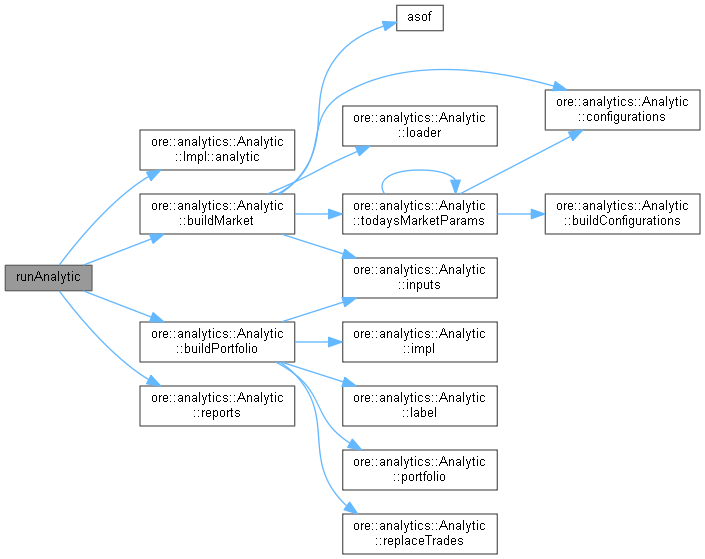 asof
ore::analytics::Analytic
::configurations
ore::analytics::Analytic
::loader
ore::analytics::Analytic
::Impl::analytic
ore::analytics::Analytic
::buildMarket
ore::analytics::Analytic
::todaysMarketParams
ore::analytics::Analytic
::buildConfigurations
runAnalytic
ore::analytics::Analytic
::inputs
ore::analytics::Analytic
::buildPortfolio
ore::analytics::Analytic
::impl
ore::analytics::Analytic
::reports
ore::analytics::Analytic
::label
ore::analytics::Analytic
::portfolio
ore::analytics::Analytic
::replaceTrades